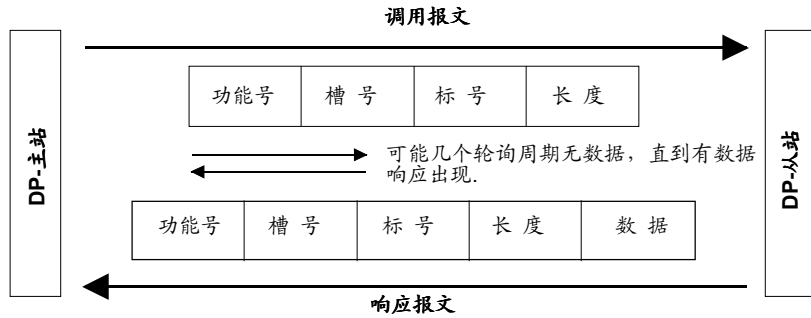 调用报文
DP-主站
功能号 槽 号 标 号 长 度
可能几个轮询周期无数据，直到有数据
响应出现.
功能号 槽 号 标 号 长 度 数 据
DP-从站
响应报文